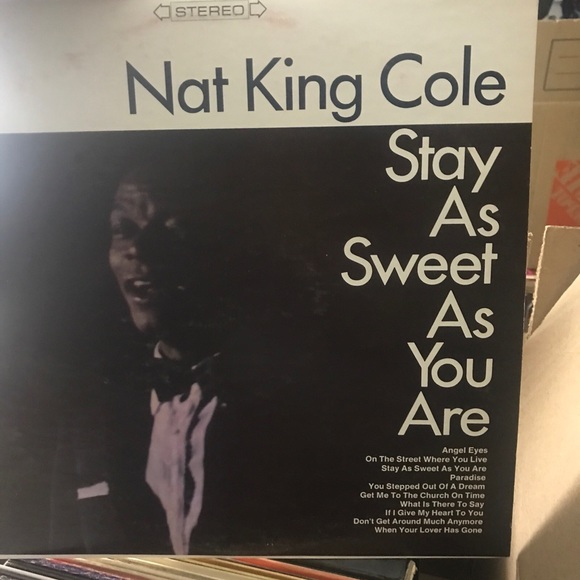 STEREO
Nat King Cole
Stay
As
Sweet
As
You
Are
Angel Eyes
On The Street Where You Live
Stay As Sweet As You Are
Paradise
You Stepped Out Of A Dream
Get Me To The Church On Time
What Is There To Say
If I Give My Heart To You
Don't Get Around Much Anymore
When Your Lover Has Gone